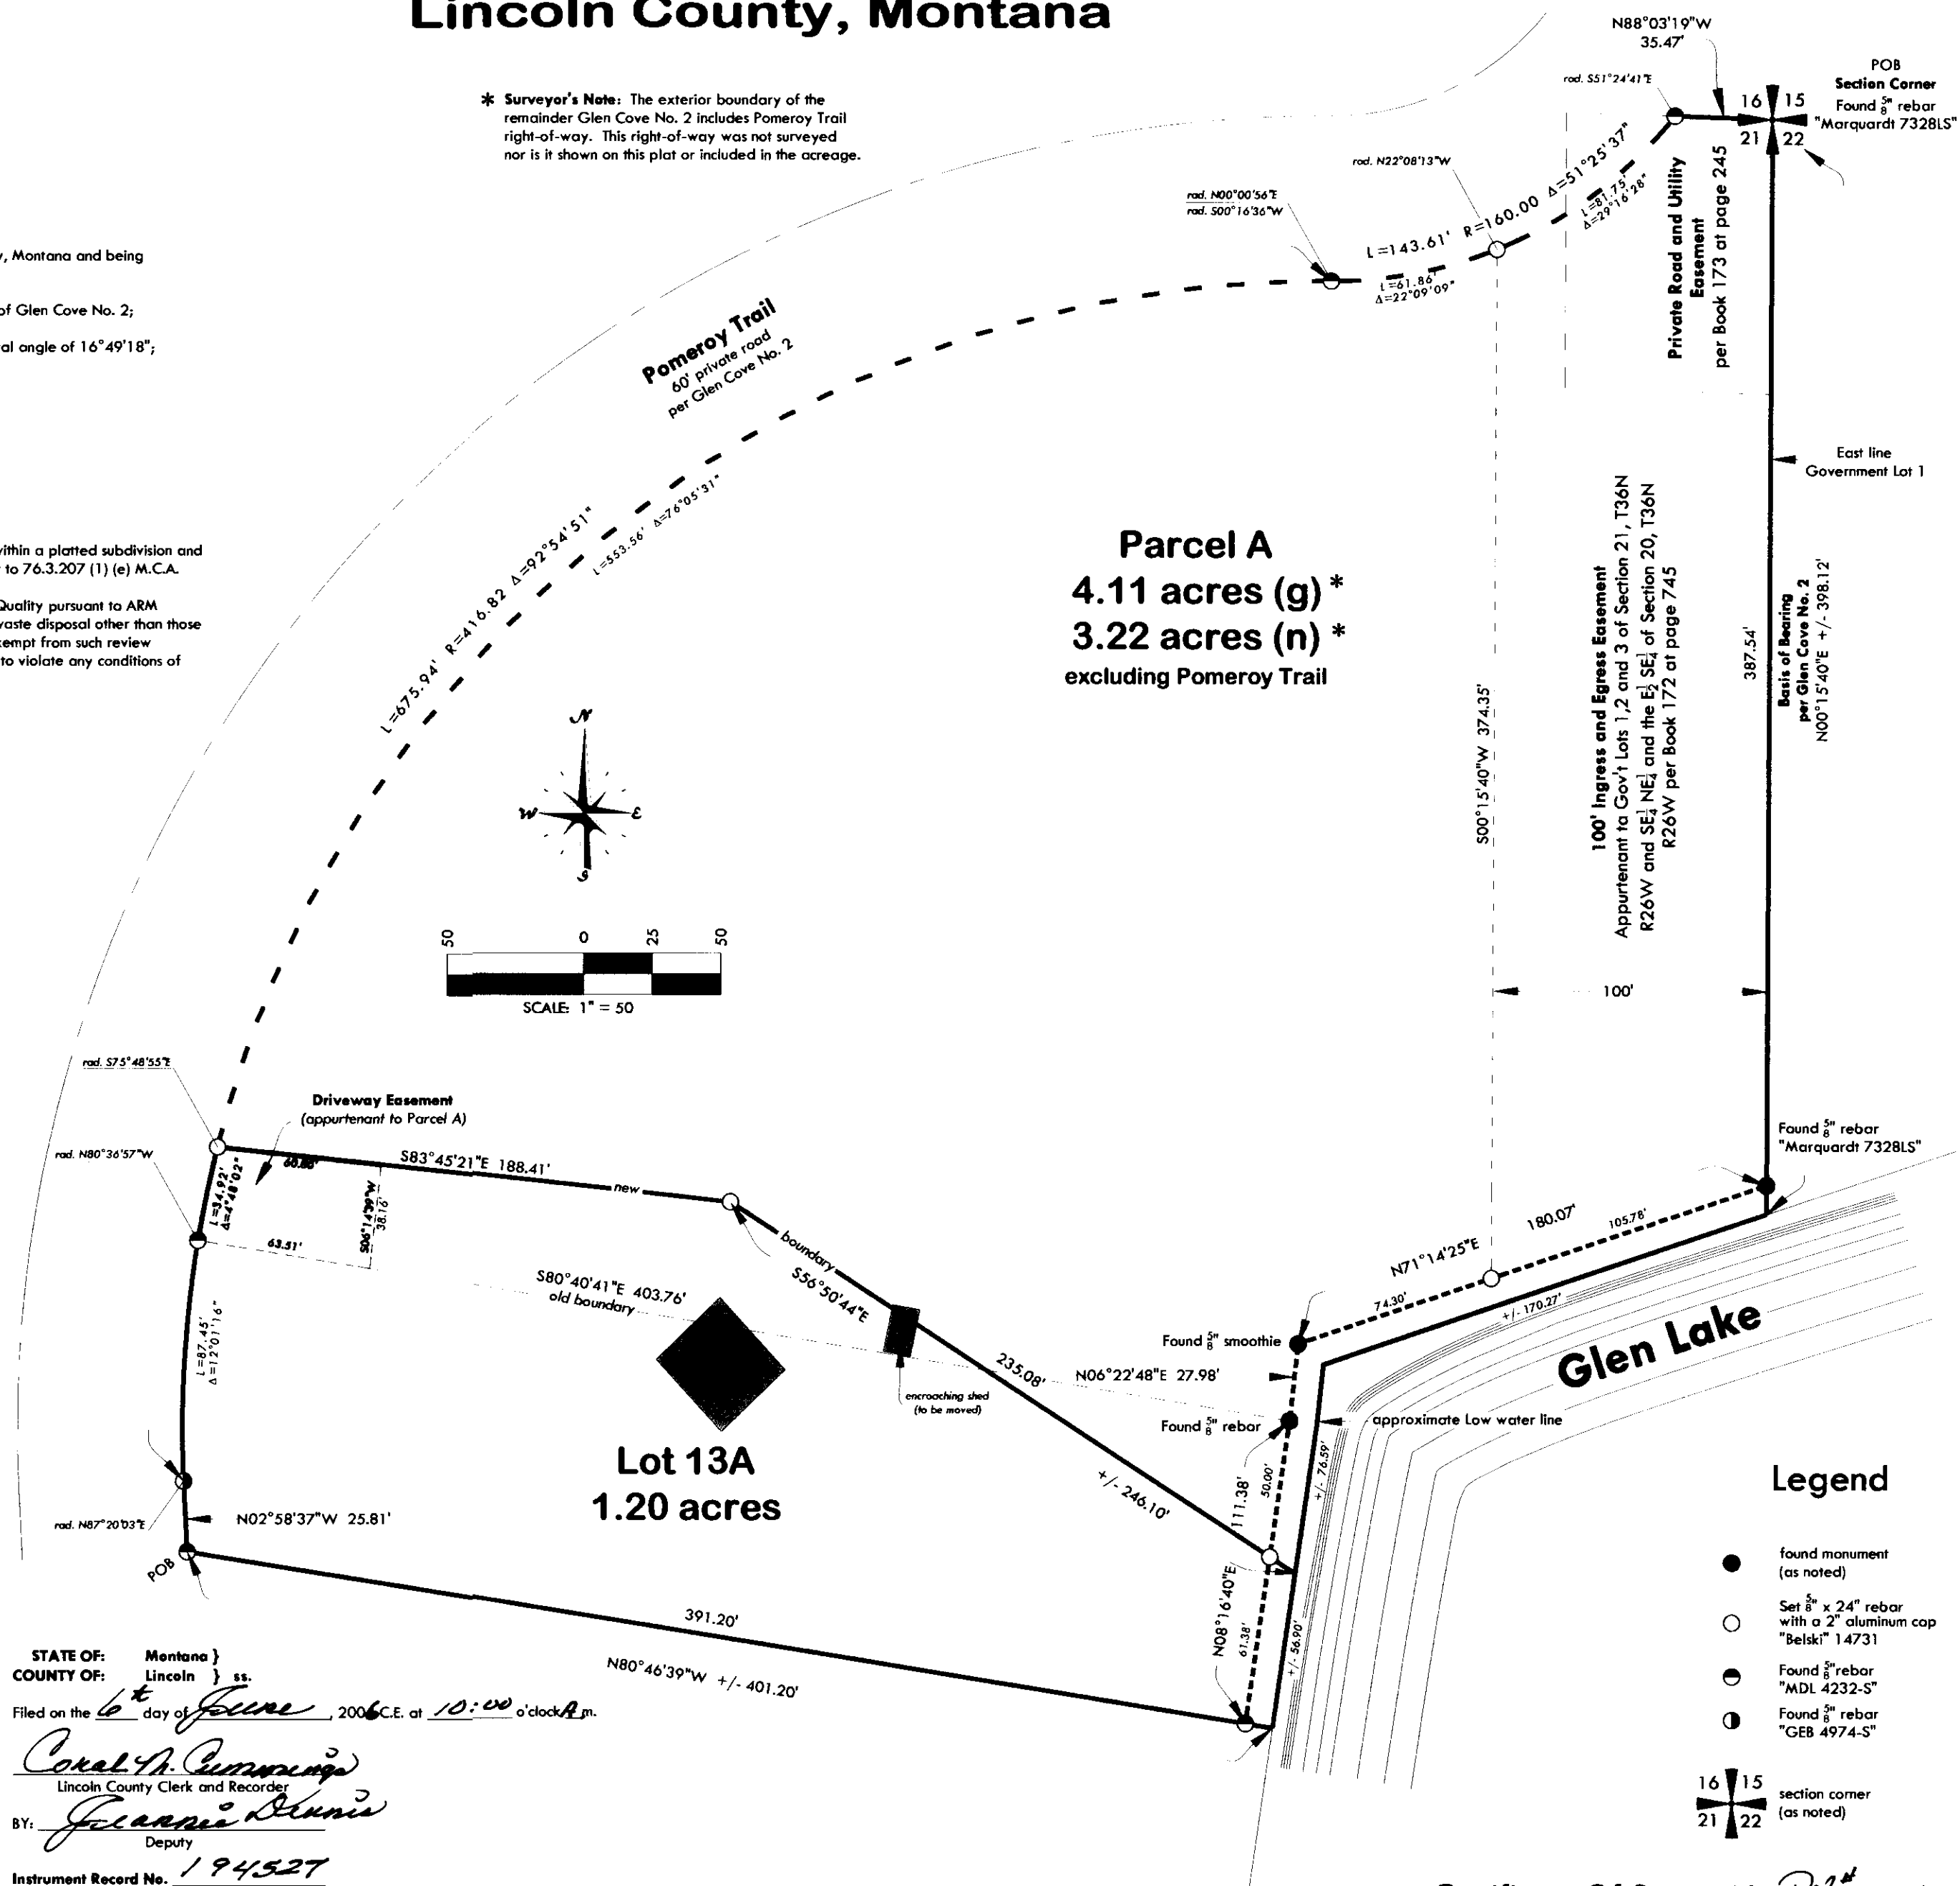 Lincoln County, Montana
* Surveyor's Note: The exterior boundary of the
remainder Glen Cove No. 2 includes Pomeroy Trail
right-of-way. This right-of-way was not surveyed
nor is it shown on this plat or included in the acreage.
N88°03'19"W
35.47'
rad. S51°24'41"E
POB
Section Corner
Found 5/8" rebar
"Marquardt 7328LS"
16 15
21 22
, Montana and being
of Glen Cove No. 2;
al angle of 16°49'18";
ithin a platted subdivision and
to 76.3.207 (1) (e) M.C.A.
Quality pursuant to ARM
waste disposal other than those
exempt from such review
to violate any conditions of
rad. N22°08'13"W
rad. N00°00'56"E
rad. S00°16'36"W
L=143.61' R=160.00 Δ=51°25'37"
L=81.75'
Δ=29°16'28"
L=61.86'
Δ=22°09'09"
Private Road and Utility
Easement
per Book 173 at page 245
Pomeroy Trail
60' private road
per Glen Cove No. 2
L=675.94' R=416.82 Δ=92°54'51"
L=553.56' Δ=76°05'31"
East line
Government Lot 1
Parcel A
4.11 acres (g) *
3.22 acres (n) *
excluding Pomeroy Trail
S00°15'40"W 374.35'
100' Ingress and Egress Easement
Appurtenant ta Gov't Lots 1,2 and 3 of Section 21, T36N
R26W and SE1/4 NE1/4 and the E1/2 SE1/4 of Section 20, T36N
R26W per Book 172 at page 745
387.54'
Basis of Bearing
per Glen Cove No. 2
N00°15'40"E +/- 398.12'
N
W E
S
50 0 25 50
SCALE: 1" = 50
100'
rad. S75°48'55"E
Driveway Easement
(appurtenant to Parcel A)
rad. N80°36'57"W
L=34.92'
Δ=4°48'02"
S83°45'21"E 188.41'
new
S06°14'39"W
38.16'
63.51'
boundary
S56°50'44"E
S80°40'41"E 403.76'
old boundary
L=87.45'
Δ=12°01'16"
encroaching shed
(to be moved)
235.08'
+/- 246.10'
Found 5/8" rebar
"Marquardt 7328LS"
N71°14'25"E
180.07'
105.78'
74.30'
+/- 170.27'
Found 5/8" smoothie
N06°22'48"E 27.98'
Found 5/8" rebar
Glen Lake
approximate Low water line
111.38'
50.00'
+/- 76.59'
Lot 13A
1.20 acres
rad. N87°20'03"E
N02°58'37"W 25.81'
POB
391.20'
N80°46'39"W +/- 401.20'
N08°16'40"E
61.38'
+/- 56.90'
Legend
found monument
(as noted)
Set 5/8" x 24" rebar
with a 2" aluminum cap
"Belski" 14731
Found 5/8" rebar
"MDL 4232-S"
Found 5/8" rebar
"GEB 4974-S"
16 15
21 22
section corner
(as noted)
STATE OF: Montana }
COUNTY OF: Lincoln } ss.
Filed on the 6th day of June, 2006 C.E. at 10:00 o'clock A m.
Coral M. Cummings
Lincoln County Clerk and Recorder
BY: Jeannie Dennis
Deputy
Instrument Record No. 194527